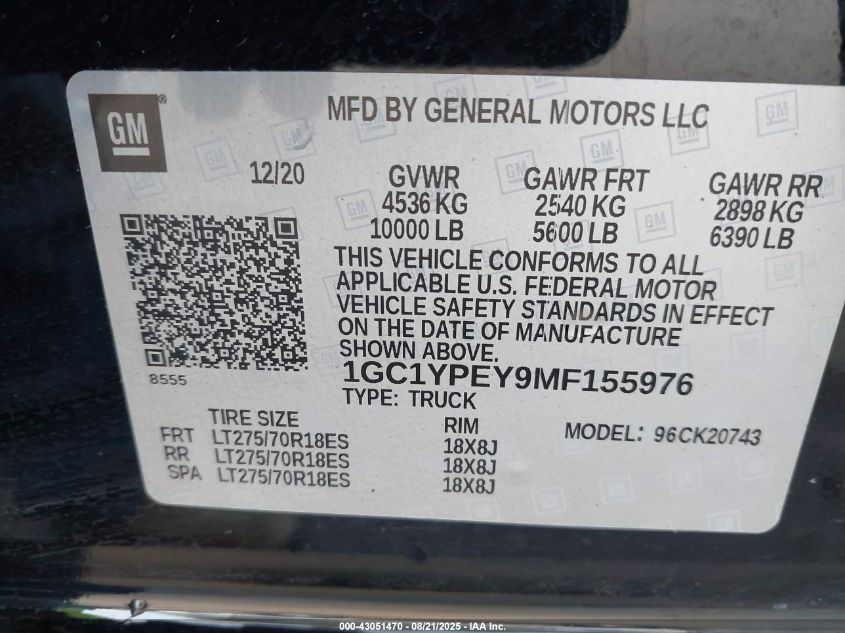 GM®
MFD BY GENERAL MOTORS LLC
12/20
GVWR GAWR FRT GAWR RR
4536 KG 2540 KG 2898 KG
10000 LB 5600 LB 6390 LB
THIS VEHICLE CONFORMS TO ALL
APPLICABLE U.S. FEDERAL MOTOR
VEHICLE SAFETY STANDARDS IN EFFECT
ON THE DATE OF MANUFACTURE
SHOWN ABOVE.
8555
1GC1YPEY9MF155976
TYPE: TRUCK
TIRE SIZE RIM MODEL: 96CK20743
FRT LT275/70R18ES 18X8J
RR LT275/70R18ES 18X8J
SPA LT275/70R18ES 18X8J
000-43051470 - 08/21/2025 - IAA Inc.